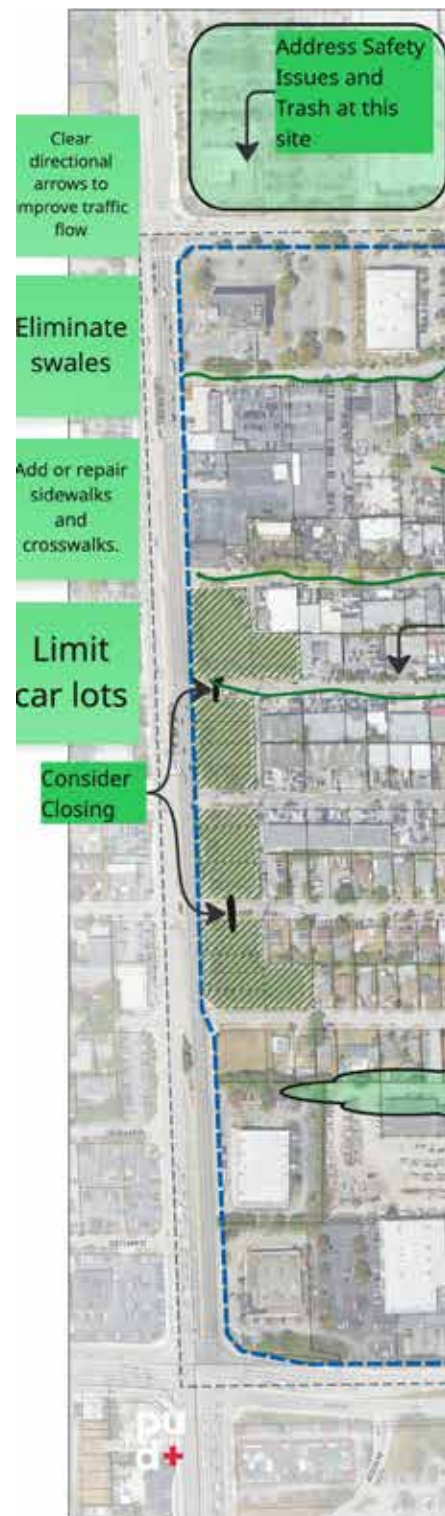 Address Safety
Issues and
Trash at this
site
Clear
directional
arrows to
improve traffic
flow
Eliminate
swales
Add or repair
sidewalks
and
crosswalks.
Limit
car lots
Consider
Closing